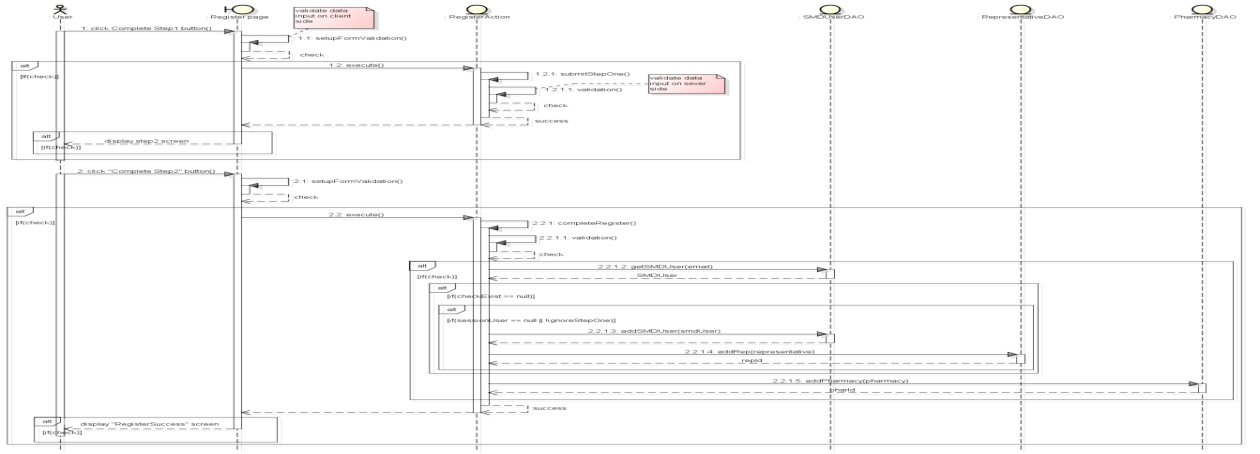 : User
: Register page
: RegisterAction
: SMDUserDAO
RepresentativeDAO
: PharmacyDAO
validate data
input on client
side
1: click Complete Step1 button()
1.1: setupFormValidation()
check
alt
[if(check)]
1.2: execute()
1.2.1: submitStepOne()
validate data
input on sever
side
1.2.1.1: validation()
check
success
alt
[if(check)]
display step2 screen
2: click "Complete Step2" button()
2.1: setupFormValidation()
check
alt
[if(check)]
2.2: execute()
2.2.1: completeRegister()
2.2.1.1: validation()
check
alt
[if(check)]
2.2.1.2: getSMDUser(email)
SMDUser
alt
[if(checkExist == null)]
alt
[if(sessionUser == null || !ignoreStepOne)]
2.2.1.3: addSMDUser(smdUser)
2.2.1.4: addRep(representative)
repId
2.2.1.5: addPharmacy(pharmacy)
pharId
success
alt
[if(check)]
display "RegisterSuccess" screen